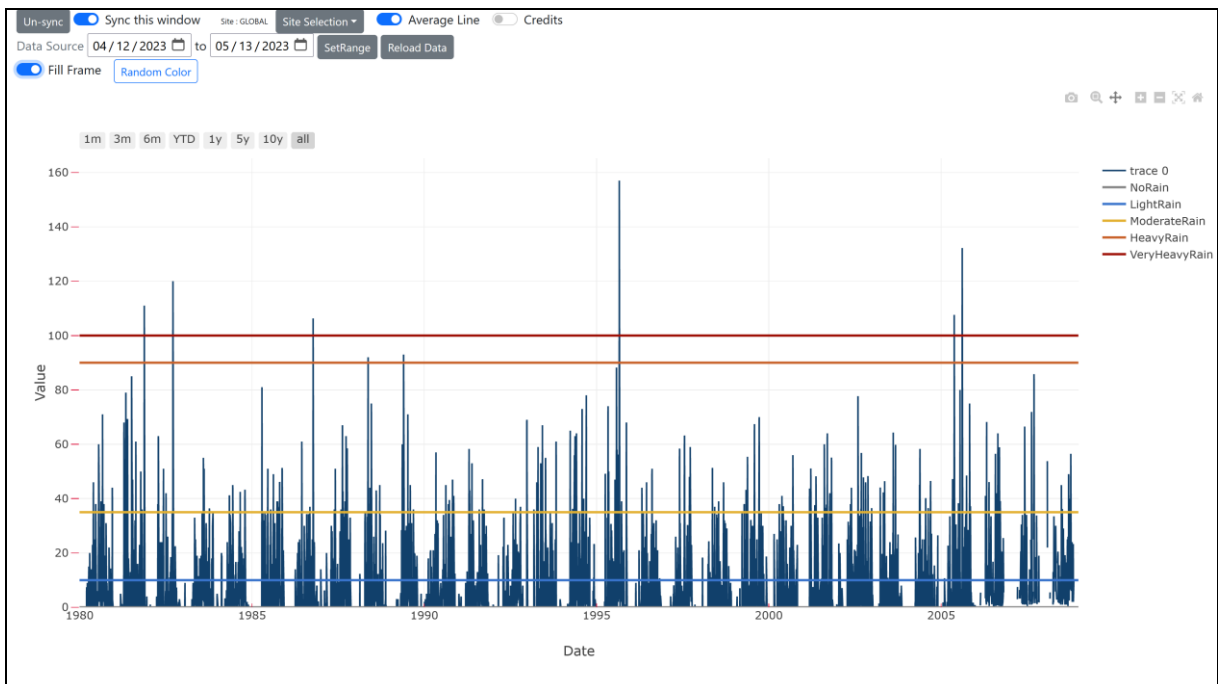 Un-sync Sync this window Site : GLOBAL Site Selection Average Line Credits
Data Source 04/12/2023 to 05/13/2023 SetRange Reload Data
Fill Frame Random Color
1m 3m 6m YTD 1y 5y 10y all
160
140
120
100
80
60
40
20
0
Value
1980 1985 1990 1995 2000 2005
Date
trace 0
NoRain
LightRain
ModerateRain
HeavyRain
VeryHeavyRain